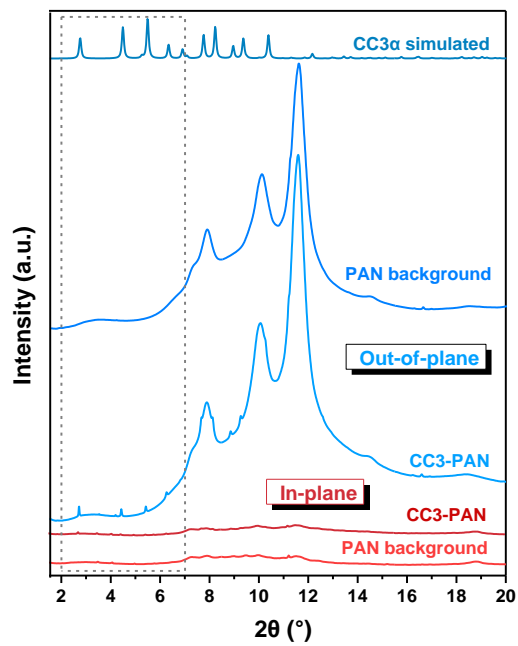 CC3α simulated
PAN background
Out-of-plane
CC3-PAN
In-plane
CC3-PAN
PAN background
Intensity (a.u.)
2 4 6 8 10 12 14 16 18 20
2θ (°)